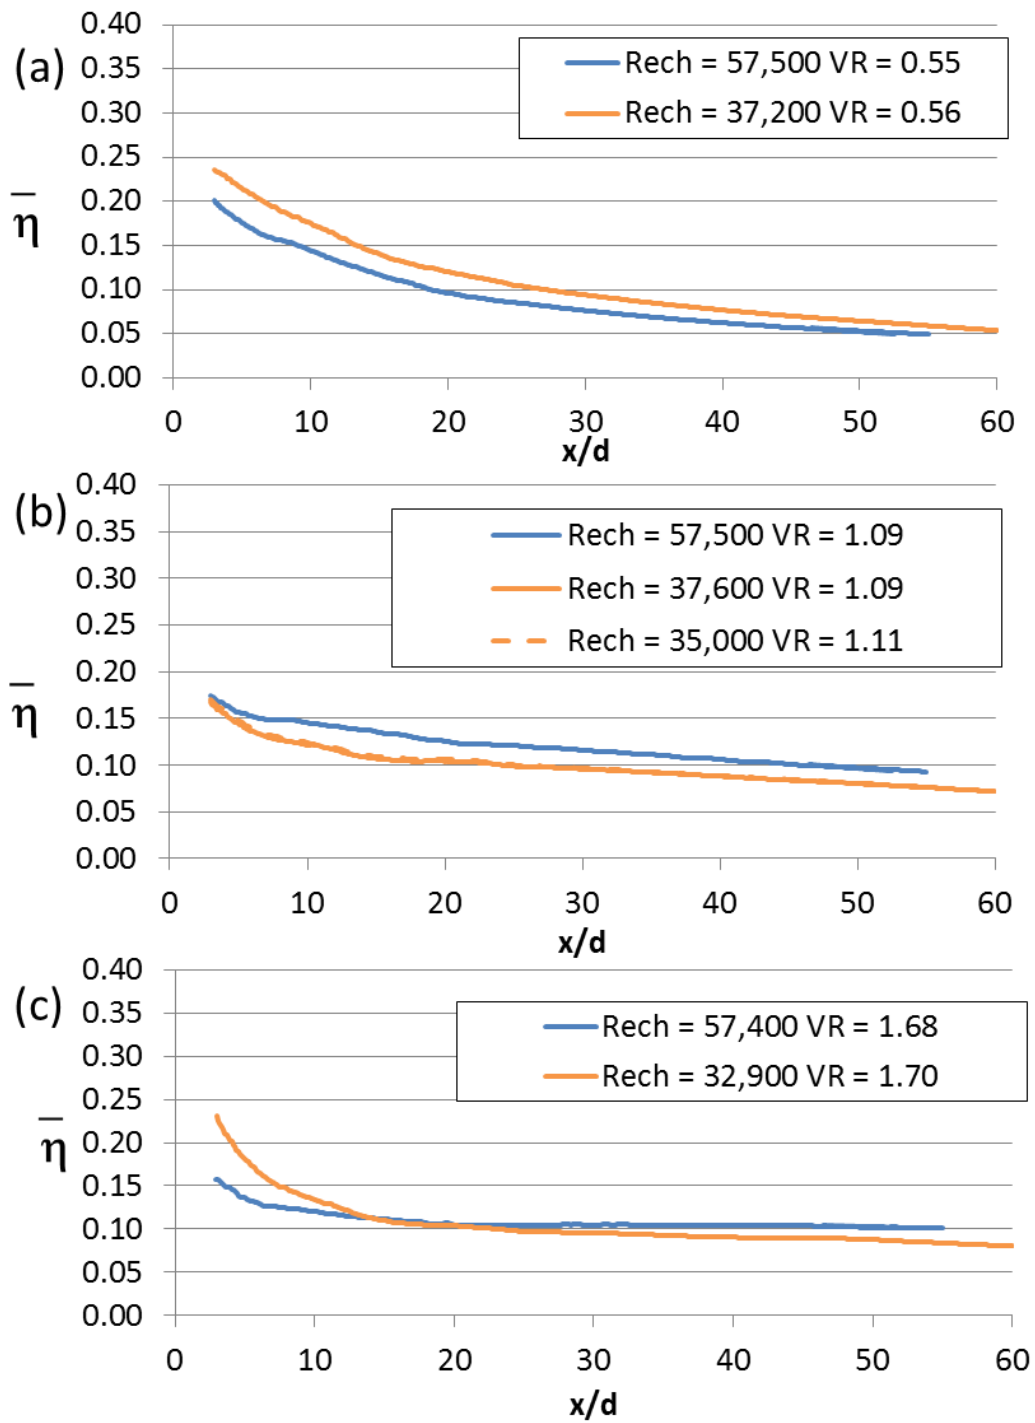 (a)
0.40
0.35
0.30
0.25
0.20
0.15
0.10
0.05
0.00
η̅
Rech = 57,500 VR = 0.55
Rech = 37,200 VR = 0.56
0 10 20 30 40 50 60
x/d
(b)
0.40
0.35
0.30
0.25
0.20
0.15
0.10
0.05
0.00
η̅
Rech = 57,500 VR = 1.09
Rech = 37,600 VR = 1.09
Rech = 35,000 VR = 1.11
0 10 20 30 40 50 60
x/d
(c)
0.40
0.35
0.30
0.25
0.20
0.15
0.10
0.05
0.00
η̅
Rech = 57,400 VR = 1.68
Rech = 32,900 VR = 1.70
0 10 20 30 40 50 60
x/d